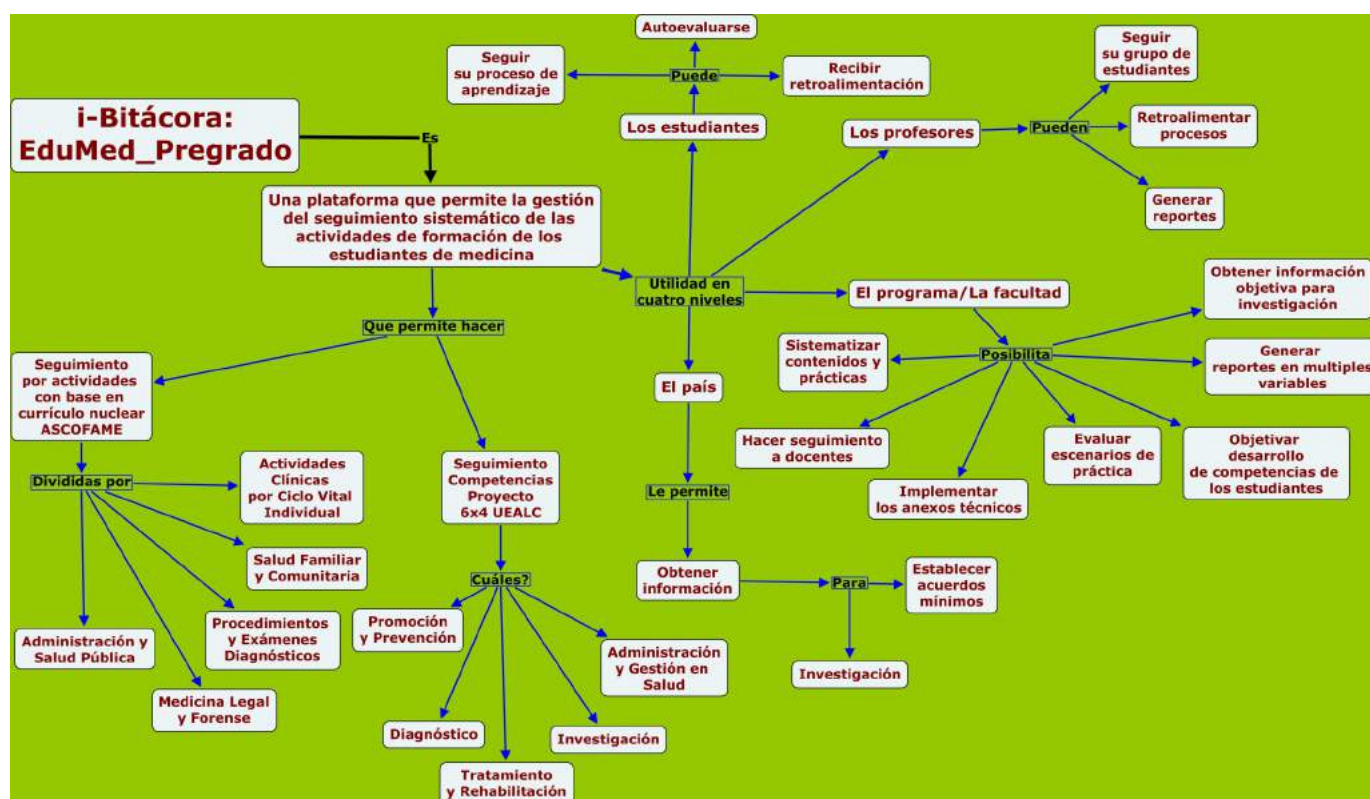 i-Bitácora:
EduMed_Pregrado
Es
Una plataforma que permite la gestión
del seguimiento sistemático de las
actividades de formación de los
estudiantes de medicina
Utilidad en
cuatro niveles
Los estudiantes
Puede
Autoevaluarse
Seguir
su proceso de
aprendizaje
Recibir
retroalimentación
Los profesores
Pueden
Seguir
su grupo de
estudiantes
Retroalimentar
procesos
Generar
reportes
El programa/La facultad
Posibilita
Obtener información
objetiva para
investigación
Generar
reportes en multiples
variables
Objetivar
desarrollo
de competencias de
los estudiantes
Evaluar
escenarios de
práctica
Implementar
los anexos técnicos
Hacer seguimiento
a docentes
Sistematizar
contenidos y
prácticas
El país
Le permite
Obtener
información
Para
Establecer
acuerdos
mínimos
Investigación
Que permite hacer
Seguimiento
por actividades
con base en
currículo nuclear
ASCOFAME
Divididas por
Actividades
Clínicas
por Ciclo Vital
Individual
Salud Familiar
y Comunitaria
Procedimientos
y Exámenes
Diagnósticos
Medicina Legal
y Forense
Administración y
Salud Pública
Seguimiento
Competencias
Proyecto
6x4 UEALC
Cuáles?
Promoción
y Prevención
Diagnóstico
Tratamiento
y Rehabilitación
Investigación
Administración
y Gestión en
Salud